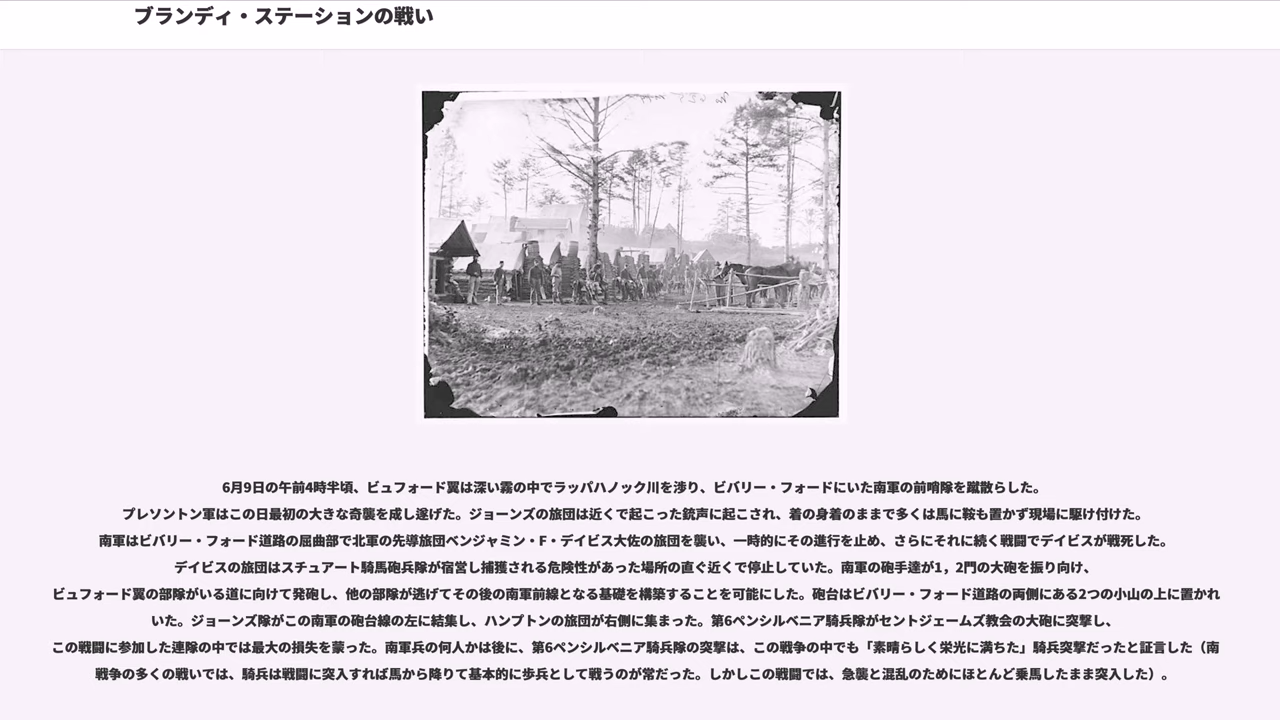 ブランディ・ステーションの戦い
6月9日の午前4時半頃、ビュフォード翼は深い霧の中でラッパハノック川を渉り、ビバリー・フォードにいた南軍の前哨隊を蹴散らした。
プレソントン軍はこの日最初の大きな奇襲を成し遂げた。ジョーンズの旅団は近くで起こった銃声に起こされ、着の身着のままで多くは馬に鞍も置かず現場に駆け付けた。
南軍はビバリー・フォード道路の屈曲部で北軍の先導旅団ベンジャミン・F・デイビス大佐の旅団を襲い、一時的にその進行を止め、さらにそれに続く戦闘でデイビスが戦死した。
デイビスの旅団はスチュアート騎馬砲兵隊が宿営し捕獲される危険性があった場所の直ぐ近くで停止していた。南軍の砲手達が1，2門の大砲を振り向け、
ビュフォード翼の部隊がいる道に向けて発砲し、他の部隊が逃げてその後の南軍前線となる基礎を構築することを可能にした。砲台はビバリー・フォード道路の両側にある2つの小山の上に置かれ
いた。ジョーンズ隊がこの南軍の砲台線の左に結集し、ハンプトンの旅団が右側に集まった。第6ペンシルベニア騎兵隊がセントジェームズ教会の大砲に突撃し、
この戦闘に参加した連隊の中では最大の損失を蒙った。南軍兵の何人かは後に、第6ペンシルベニア騎兵隊の突撃は、この戦争の中でも「素晴らしく栄光に満ちた」騎兵突撃だったと証言した（南
戦争の多くの戦いでは、騎兵は戦闘に突入すれば馬から降りて基本的に歩兵として戦うのが常だった。しかしこの戦闘では、急襲と混乱のためにほとんど乗馬したまま突入した）。